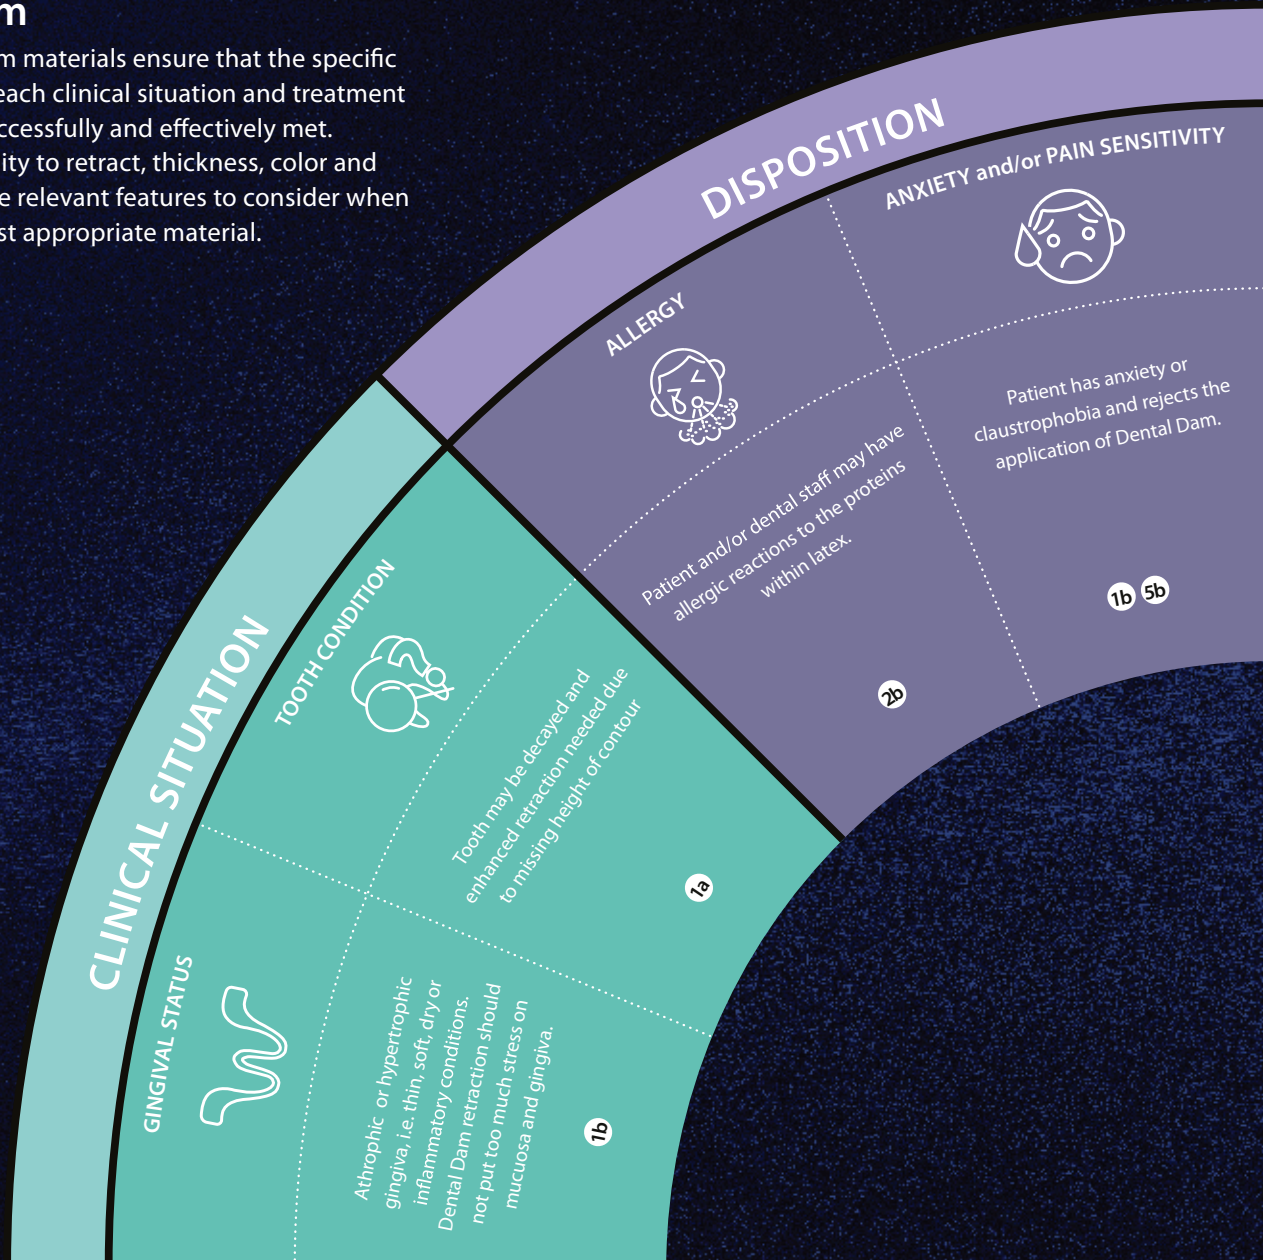 m
m materials ensure that the specific
each clinical situation and treatment
ccessfully and effectively met.
ity to retract, thickness, color and
e relevant features to consider when
st appropriate material.
DISPOSITION
ANXIETY and/or PAIN SENSITIVITY
Patient has anxiety or
claustrophobia and rejects the
application of Dental Dam.
1b 5b
ALLERGY
Patient and/or dental staff may have
allergic reactions to the proteins
within latex.
2b
CLINICAL SITUATION
TOOTH CONDITION
Tooth may be decayed and
enhanced retraction needed due
to missing height of contour
1a
GINGIVAL STATUS
Athrophic or hypertrophic
gingiva, i.e. thin, soft, dry or
inflammatory conditions.
Dental Dam retraction should
not put too much stress on
mucuosa and gingiva.
1b